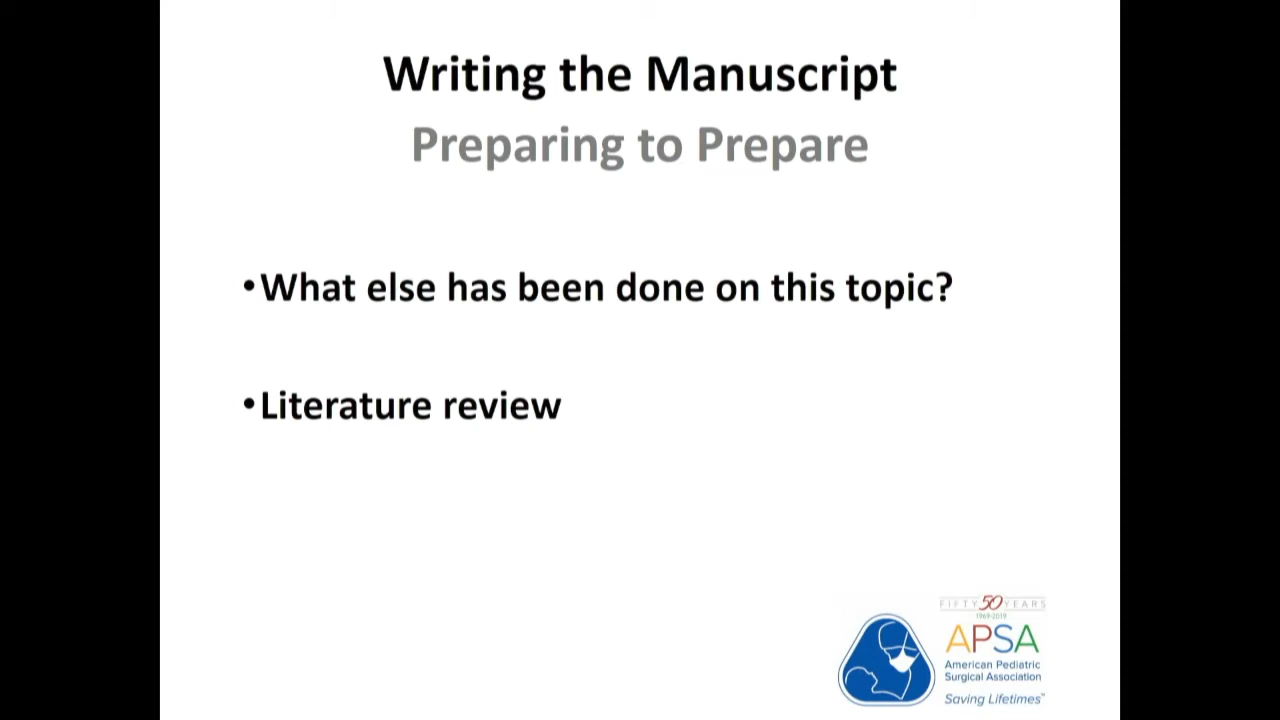 Writing the Manuscript
Preparing to Prepare
•What else has been done on this topic?
•Literature review
FIFTY 50 YEARS
1969-2019
APSA
American Pediatric
Surgical Association
Saving Lifetimes™